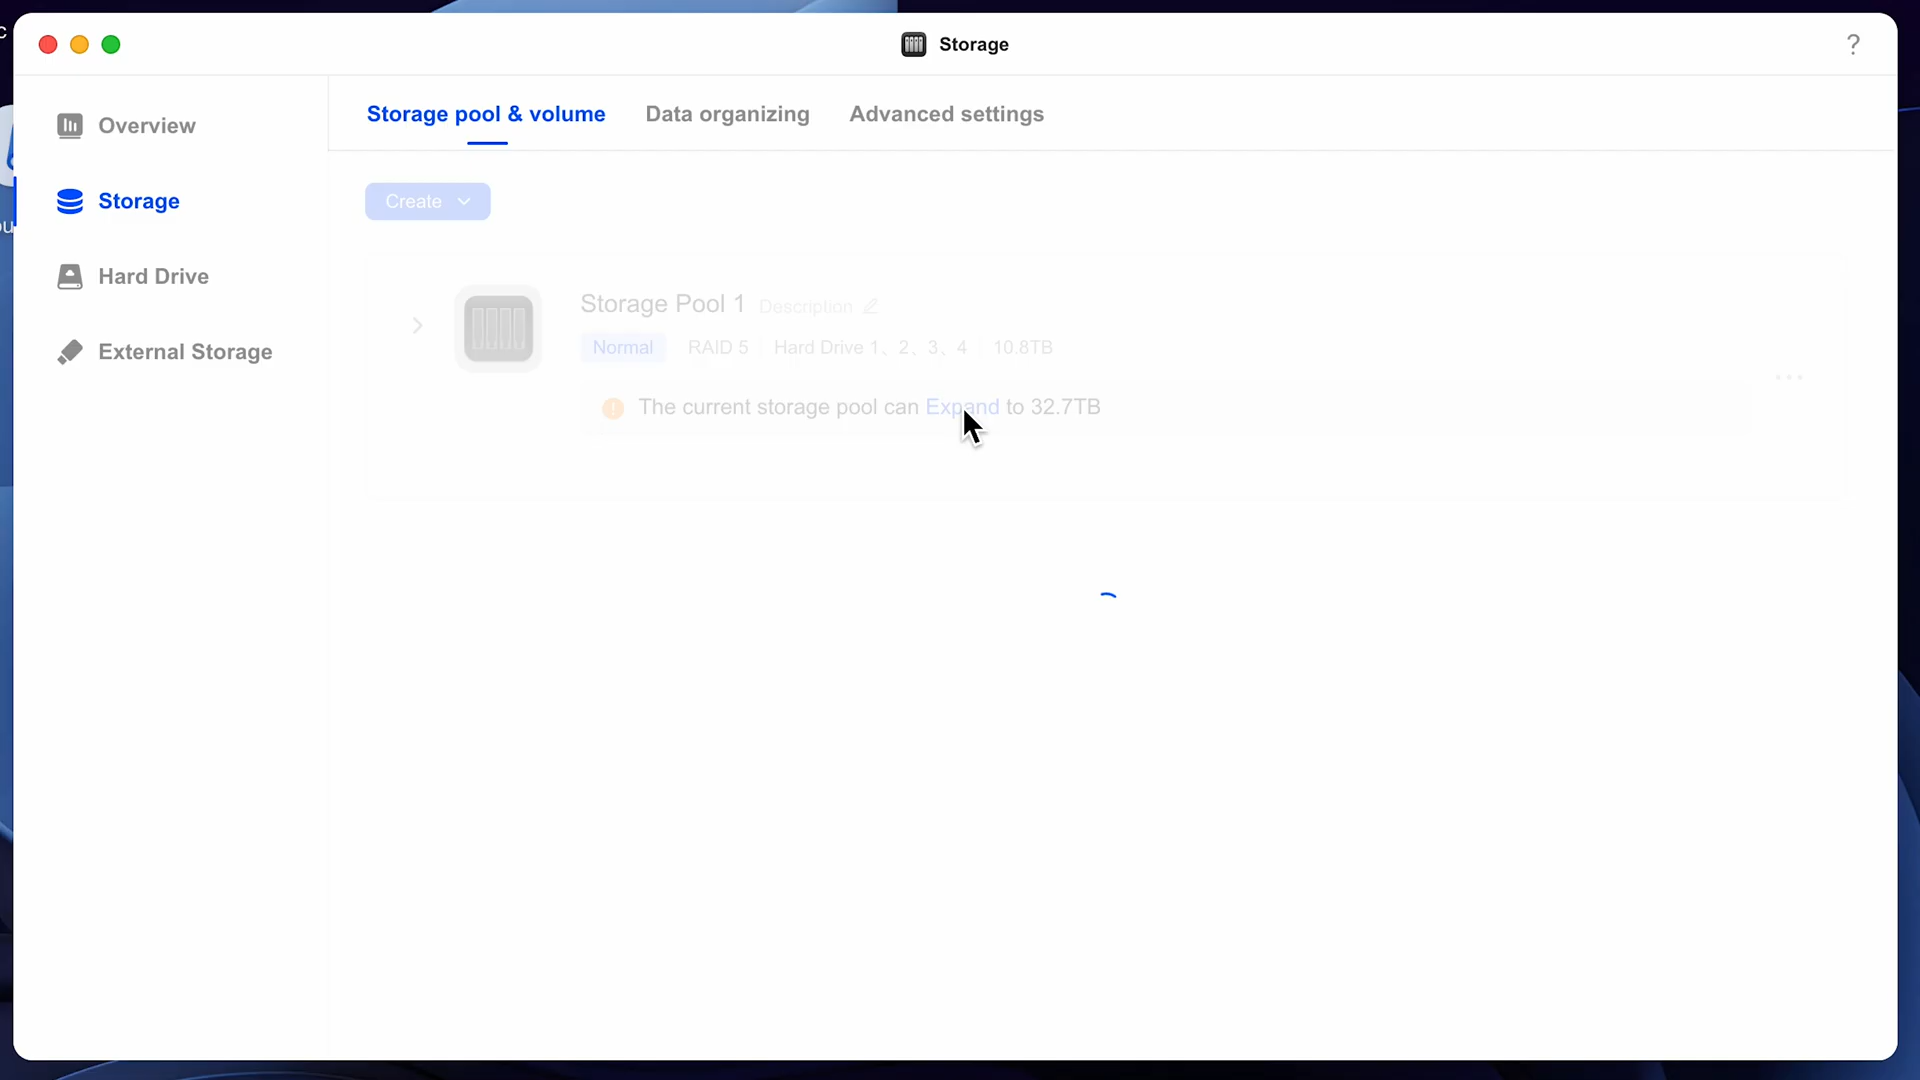 Storage
?
Overview
Storage
Hard Drive
External Storage
Storage pool & volume
Data organizing
Advanced settings
Create
Storage Pool 1 Description
Normal RAID 5 Hard Drive 1、2、3、4 10.8TB
The current storage pool can Expand to 32.7TB